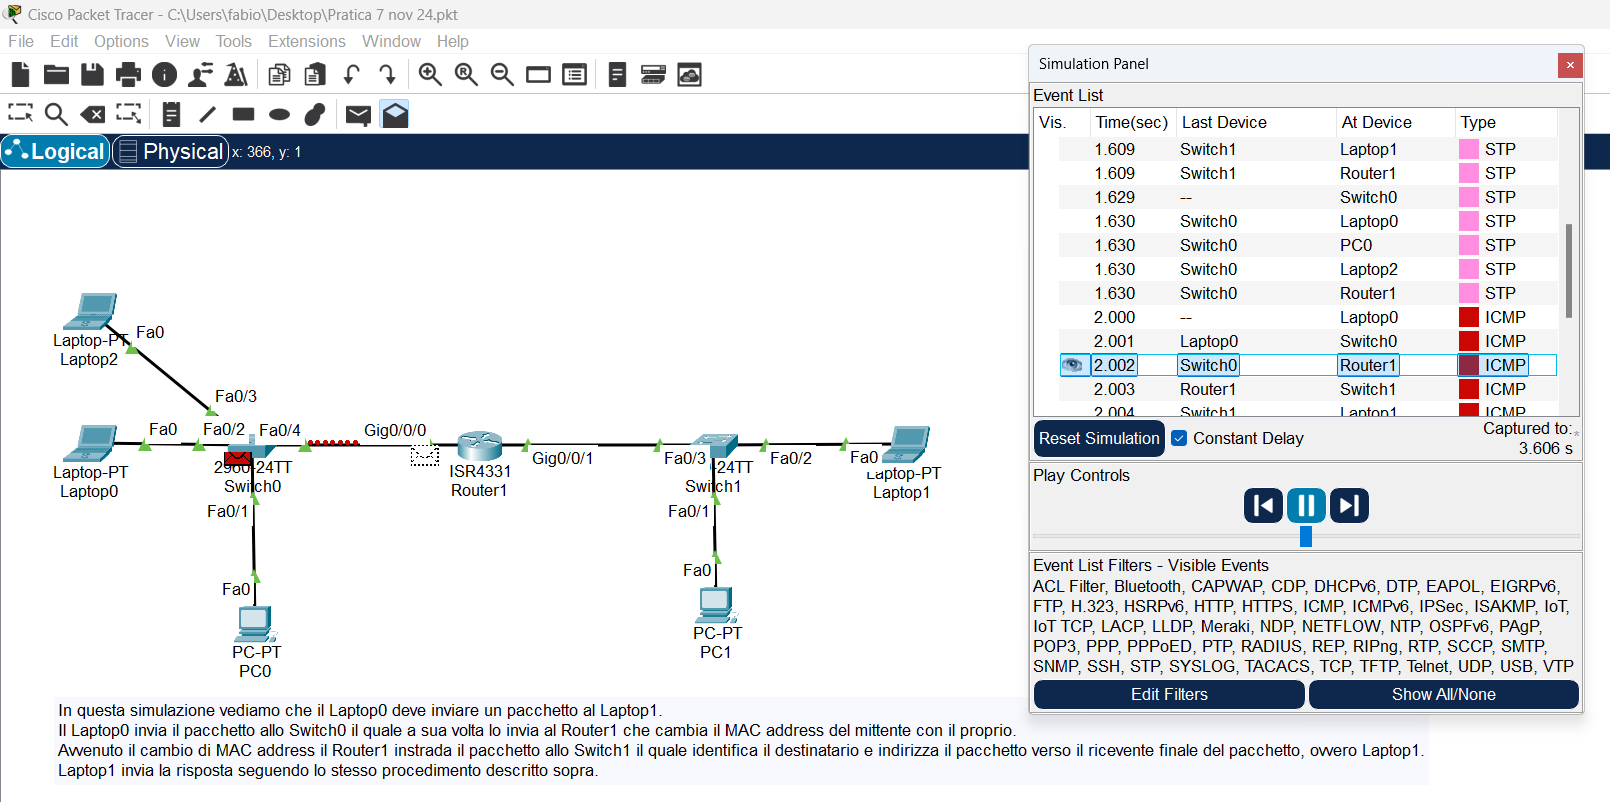 Cisco Packet Tracer - C:\Users\fabio\Desktop\Pratica 7 nov 24.pkt
File Edit Options View Tools Extensions Window Help
Logical Physical x: 366, y: 1
Fa0
Laptop-PT
Laptop2
Fa0/3
Fa0 Fa0/2 Fa0/4 Gig0/0/0
Laptop-PT
Laptop0
2960-24TT
Switch0
ISR4331
Router1
Gig0/0/1
Fa0/3
-24TT
Switch1
Fa0/2
Fa0
Laptop-PT
Laptop1
Fa0/1
Fa0/1
Fa0
Fa0
PC-PT
PC0
PC-PT
PC1
In questa simulazione vediamo che il Laptop0 deve inviare un pacchetto al Laptop1.
Il Laptop0 invia il pacchetto allo Switch0 il quale a sua volta lo invia al Router1 che cambia il MAC address del mittente con il proprio.
Avvenuto il cambio di MAC address il Router1 instrada il pacchetto allo Switch1 il quale identifica il destinatario e indirizza il pacchetto verso il ricevente finale del pacchetto, ovvero Laptop1.
Laptop1 invia la risposta seguendo lo stesso procedimento descritto sopra.
Simulation Panel
Event List
Vis. Time(sec) Last Device At Device Type
1.609 Switch1 Laptop1 STP
1.609 Switch1 Router1 STP
1.629 -- Switch0 STP
1.630 Switch0 Laptop0 STP
1.630 Switch0 PC0 STP
1.630 Switch0 Laptop2 STP
1.630 Switch0 Router1 STP
2.000 -- Laptop0 ICMP
2.001 Laptop0 Switch0 ICMP
2.002 Switch0 Router1 ICMP
2.003 Router1 Switch1 ICMP
2.004 Switch1 Laptop1 ICMP
Reset Simulation Constant Delay Captured to:
3.606 s
Play Controls
Event List Filters - Visible Events
ACL Filter, Bluetooth, CAPWAP, CDP, DHCPv6, DTP, EAPOL, EIGRPv6,
FTP, H.323, HSRPv6, HTTP, HTTPS, ICMP, ICMPv6, IPSec, ISAKMP, IoT,
IoT TCP, LACP, LLDP, Meraki, NDP, NETFLOW, NTP, OSPFv6, PAgP,
POP3, PPP, PPPoED, PTP, RADIUS, REP, RIPng, RTP, SCCP, SMTP,
SNMP, SSH, STP, SYSLOG, TACACS, TCP, TFTP, Telnet, UDP, USB, VTP
Edit Filters Show All/None